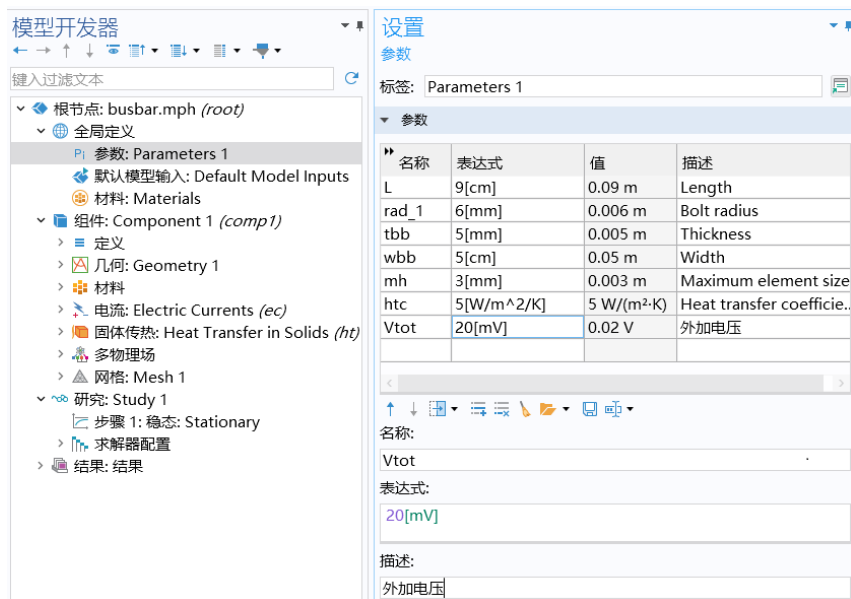 模型开发器
键入过滤文本
根节点: busbar.mph (root)
全局定义
Pi 参数: Parameters 1
默认模型输入: Default Model Inputs
材料: Materials
组件: Component 1 (comp1)
定义
几何: Geometry 1
材料
电流: Electric Currents (ec)
固体传热: Heat Transfer in Solids (ht)
多物理场
网格: Mesh 1
研究: Study 1
步骤 1: 稳态: Stationary
求解器配置
结果: 结果
设置
参数
标签: Parameters 1
参数
名称 表达式 值 描述
L 9[cm] 0.09 m Length
rad_1 6[mm] 0.006 m Bolt radius
tbb 5[mm] 0.005 m Thickness
wbb 5[cm] 0.05 m Width
mh 3[mm] 0.003 m Maximum element size
htc 5[W/m^2/K] 5 W/(m²·K) Heat transfer coefficie...
Vtot 20[mV] 0.02 V 外加电压
名称:
Vtot
表达式:
20[mV]
描述:
外加电压